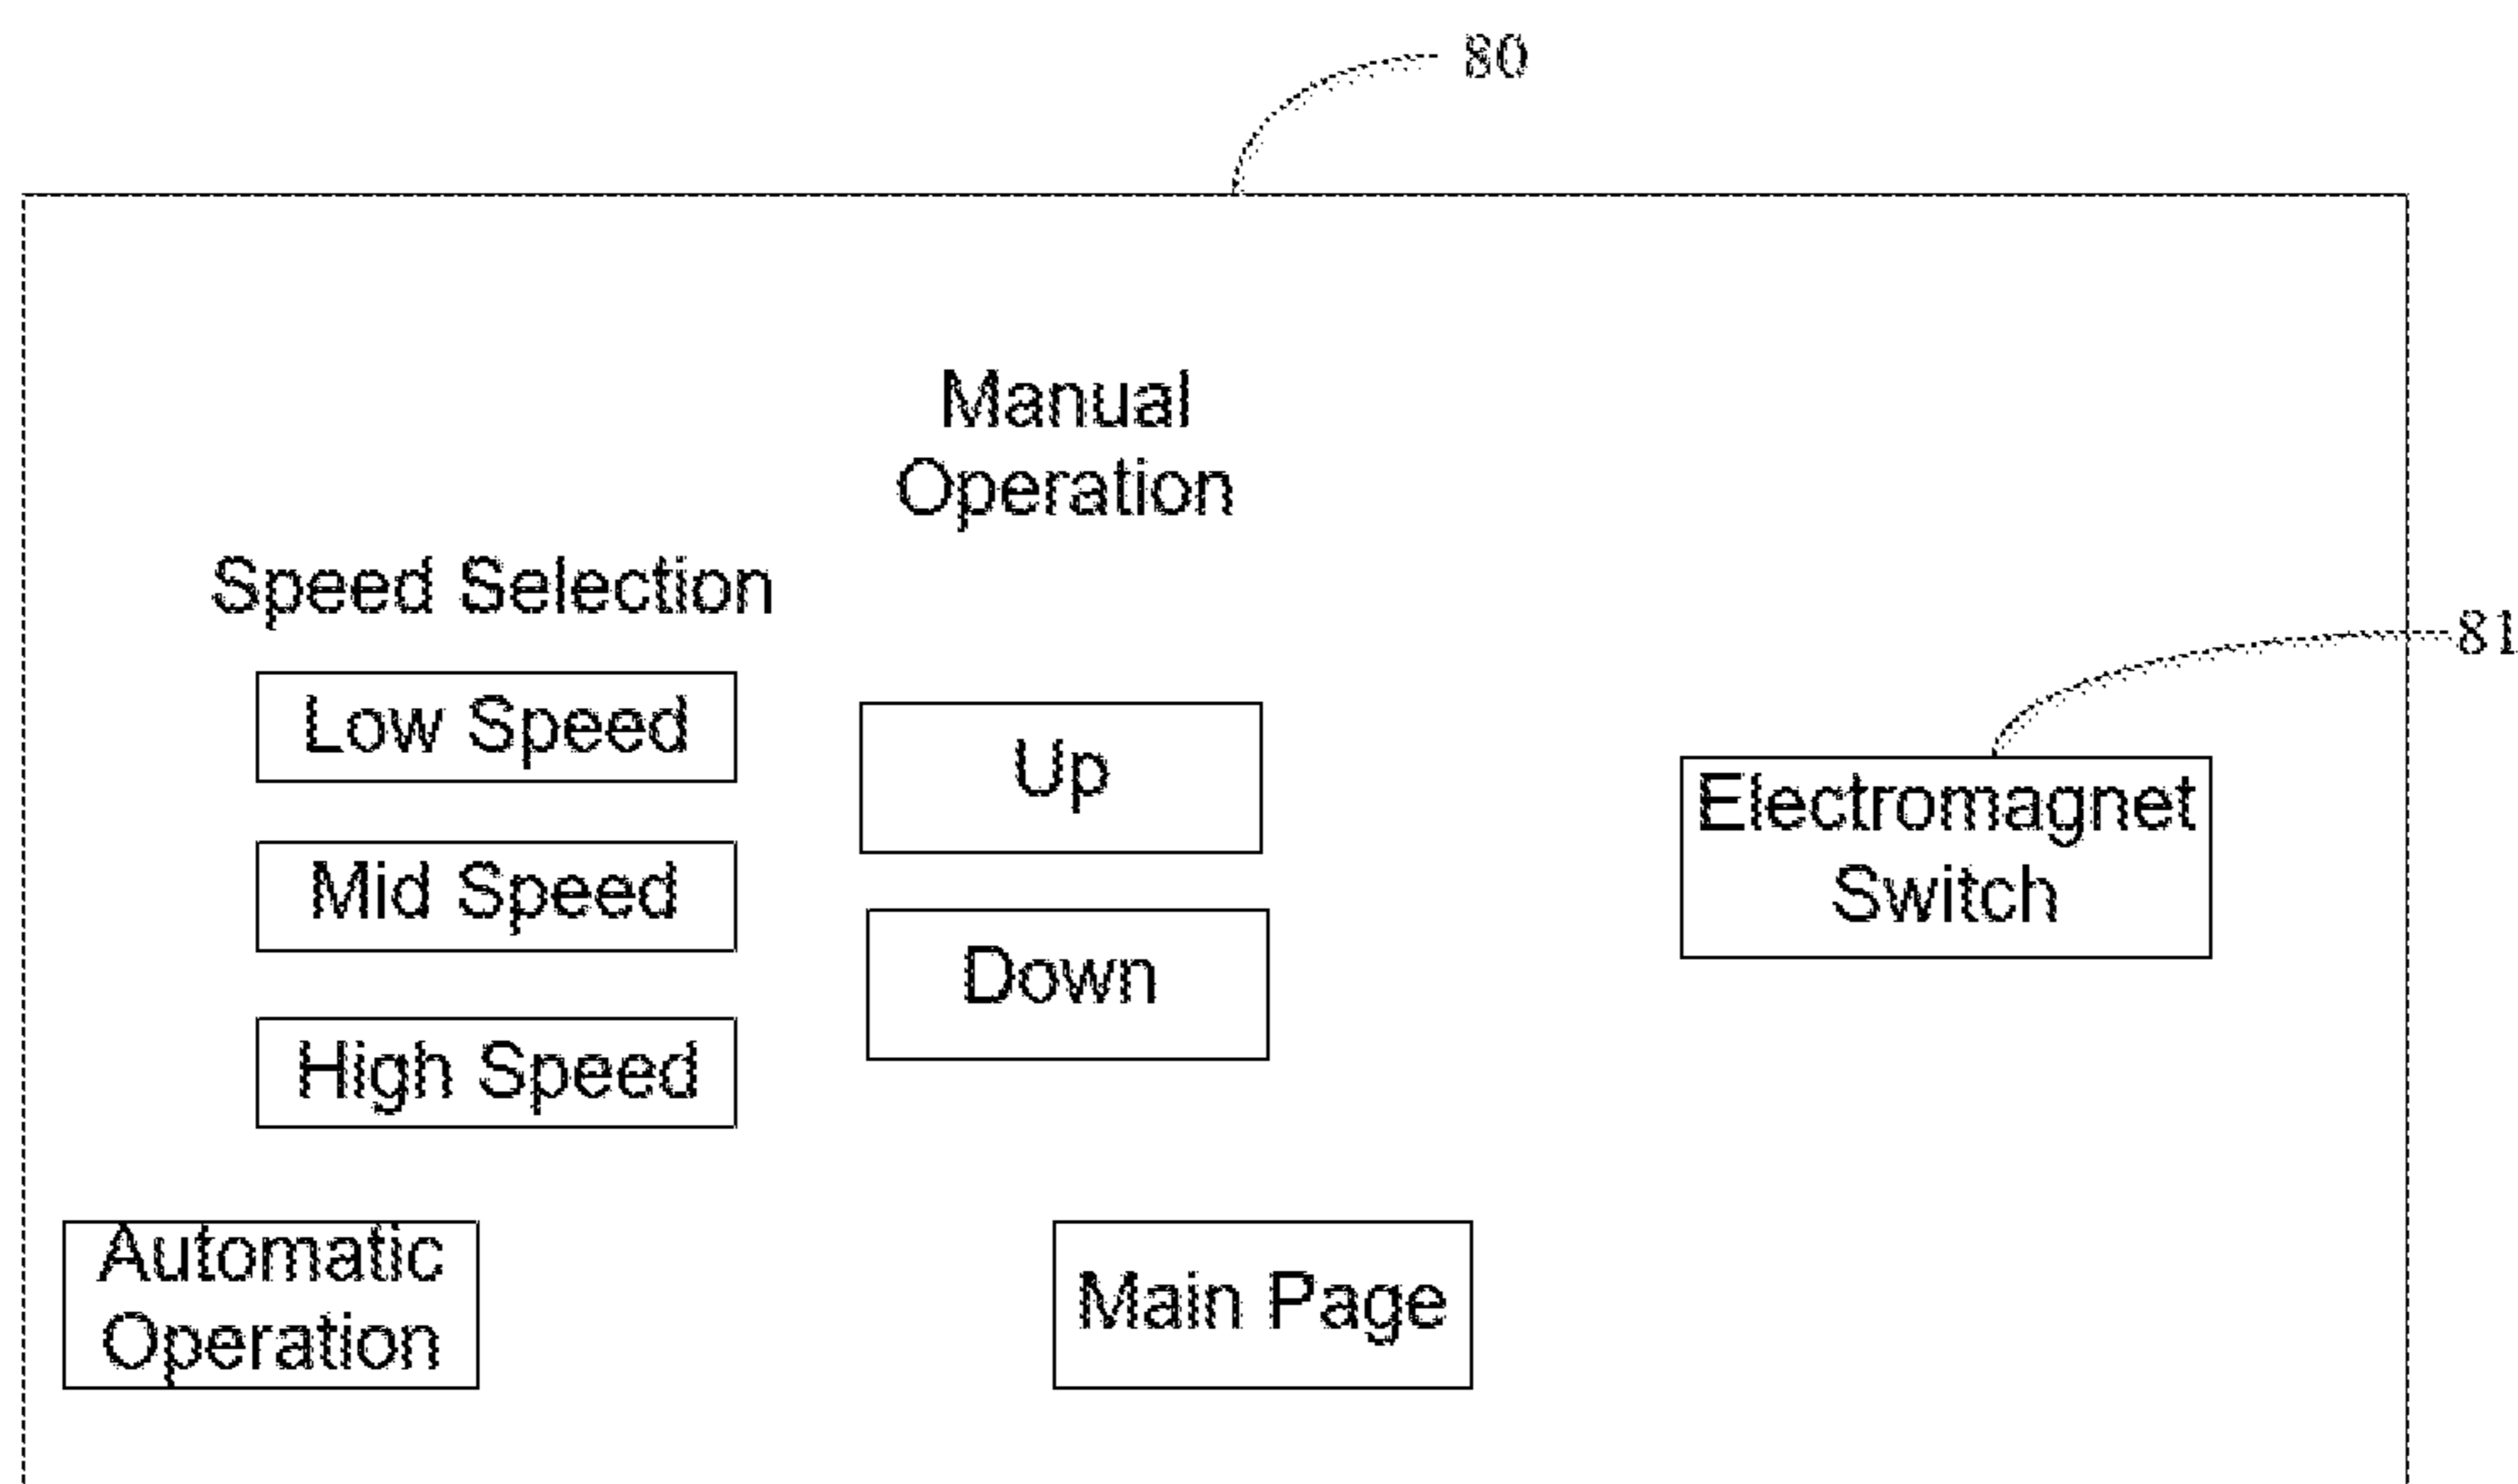 80
Manual
Operation
Speed Selection
81
Low Speed
Up
Electromagnet
Switch
Mid Speed
Down
High Speed
Automatic
Operation
Main Page